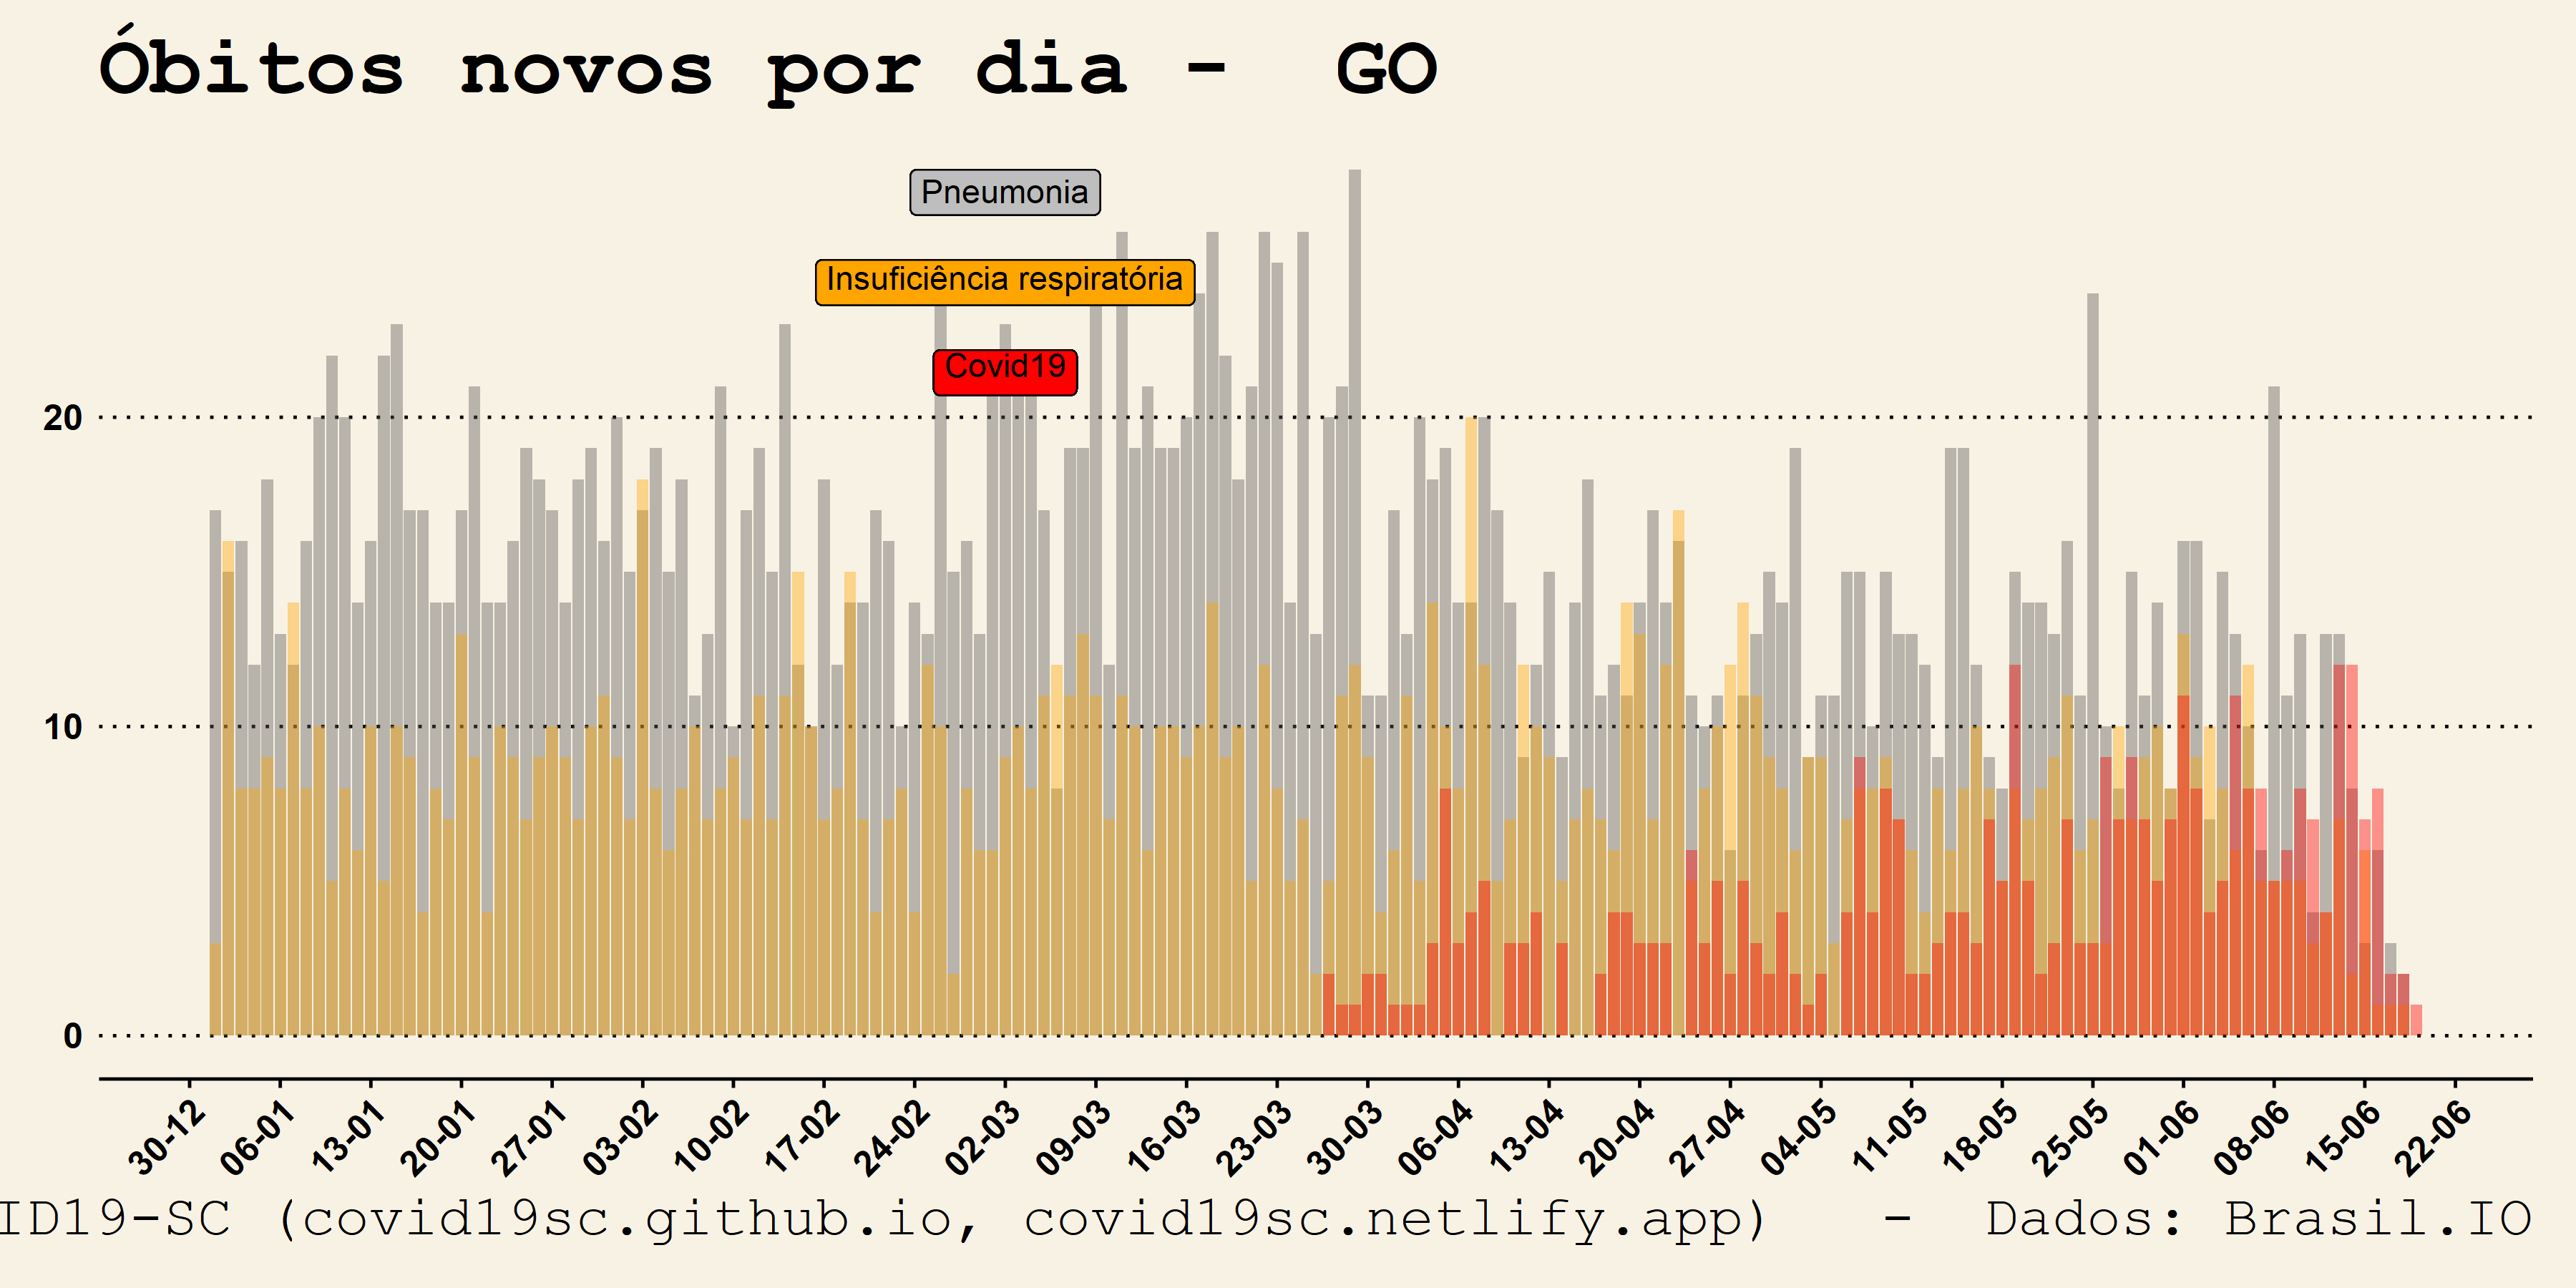 Óbitos novos por dia - GO
Pneumonia
Insuficiência respiratória
Covid19
20
10
0
30-12 06-01 13-01 20-01 27-01 03-02 10-02 17-02 24-02 02-03 09-03 16-03 23-03 30-03 06-04 13-04 20-04 27-04 04-05 11-05 18-05 25-05 01-06 08-06 15-06 22-06
ID19-SC (covid19sc.github.io, covid19sc.netlify.app) - Dados: Brasil.IO